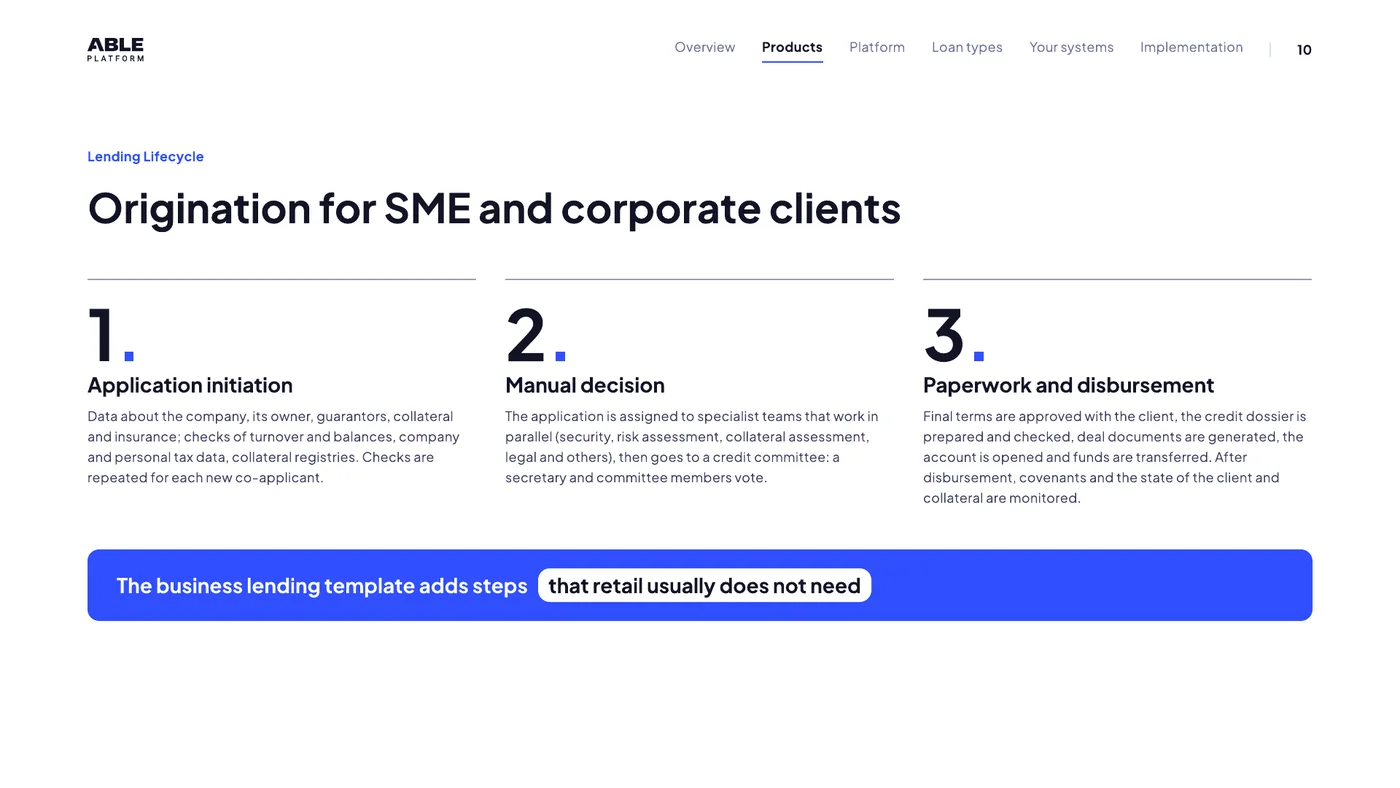 ABLE
PLATFORM
Overview Products Platform Loan types Your systems Implementation | 10
Lending Lifecycle
Origination for SME and corporate clients
1.
Application initiation
Data about the company, its owner, guarantors, collateral
and insurance; checks of turnover and balances, company
and personal tax data, collateral registries. Checks are
repeated for each new co-applicant.
2.
Manual decision
The application is assigned to specialist teams that work in
parallel (security, risk assessment, collateral assessment,
legal and others), then goes to a credit committee: a
secretary and committee members vote.
3.
Paperwork and disbursement
Final terms are approved with the client, the credit dossier is
prepared and checked, deal documents are generated, the
account is opened and funds are transferred. After
disbursement, covenants and the state of the client and
collateral are monitored.
The business lending template adds steps that retail usually does not need